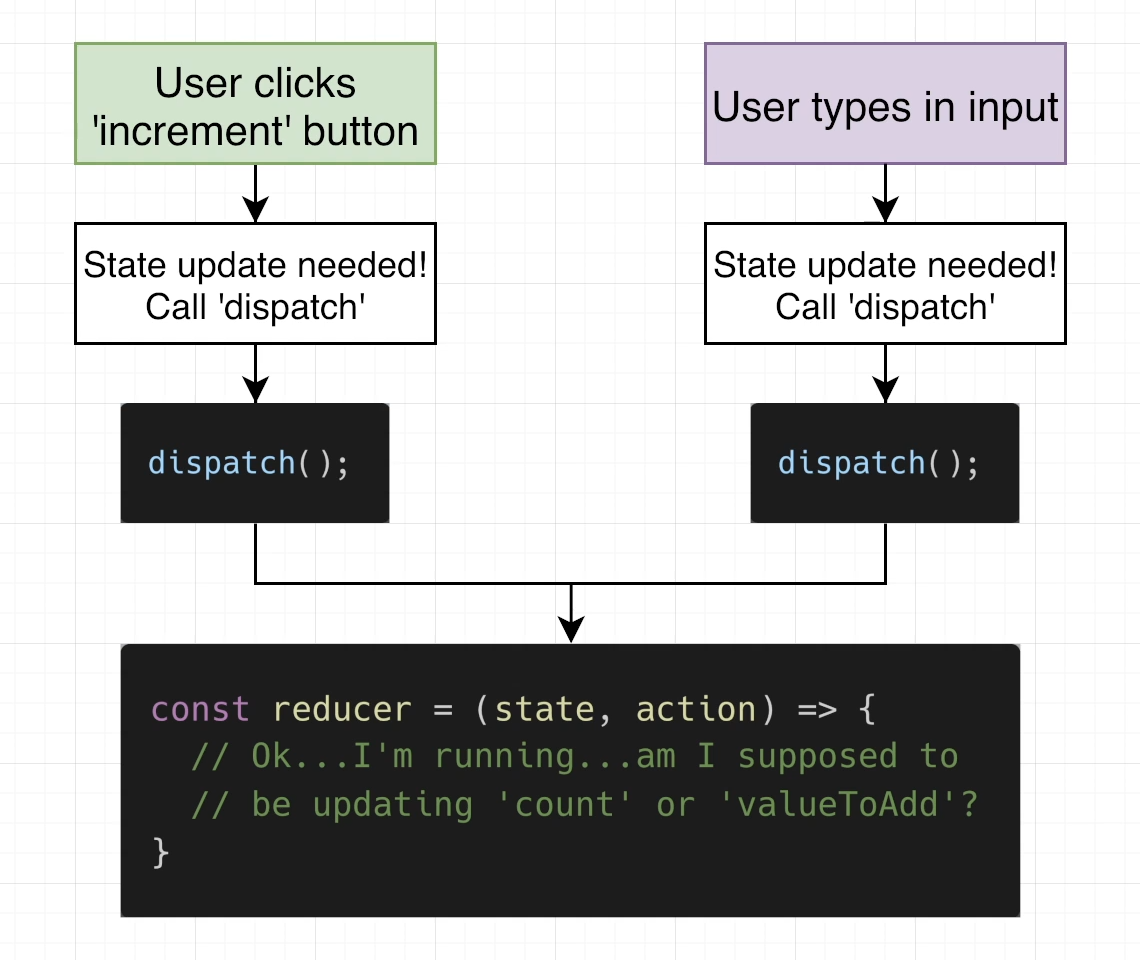 User clicks
'increment' button
User types in input
State update needed!
Call 'dispatch'
State update needed!
Call 'dispatch'
dispatch();
dispatch();
const reducer = (state, action) => {
  // Ok...I'm running...am I supposed to
  // be updating 'count' or 'valueToAdd'?
}